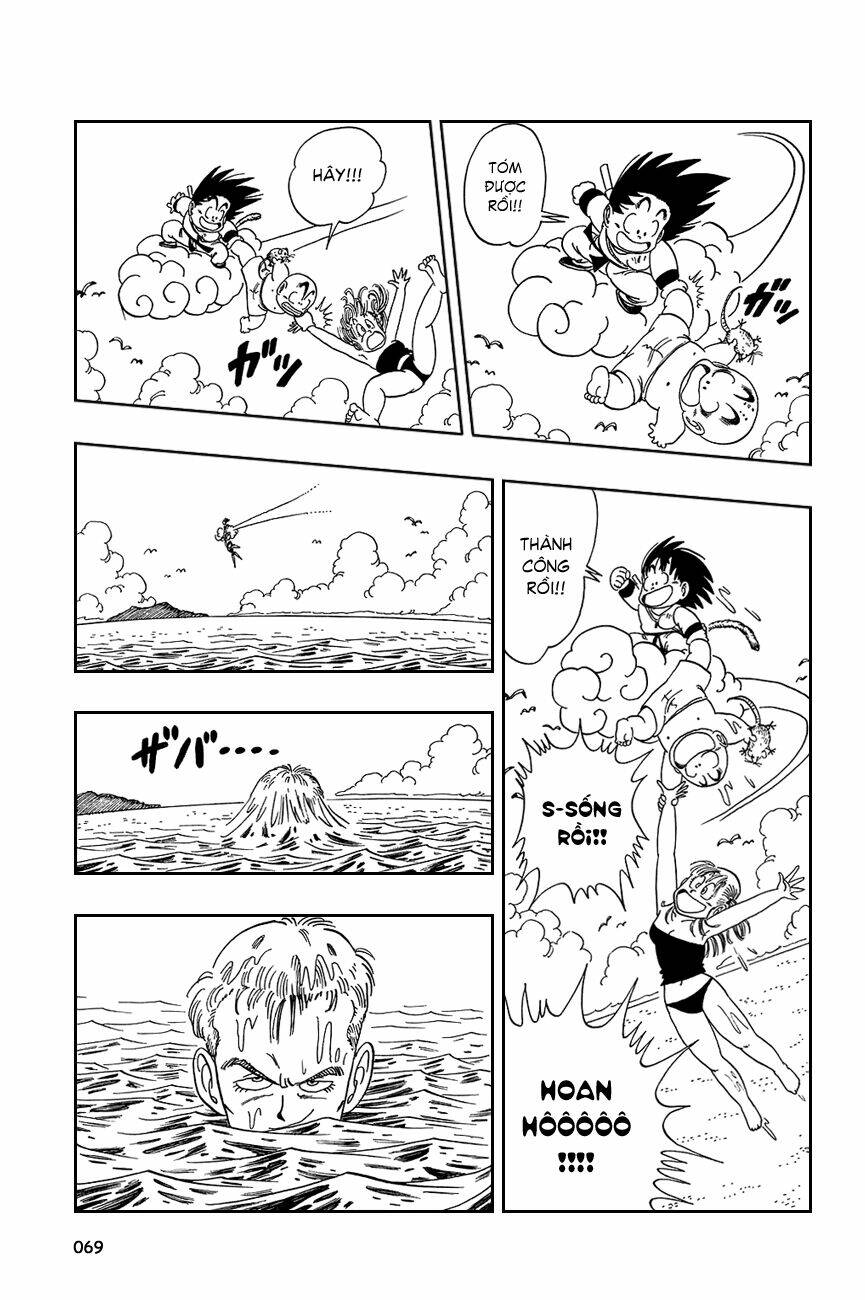 TÓM
ĐƯỢC
RỒI!!
ガッ
HÂY!!!
ガッ
THÀNH
CÔNG
RỒI!!
S-SỐNG
RỒI!!
HOAN
HÔÔÔÔÔ
!!!!
ザバ・・・・
069